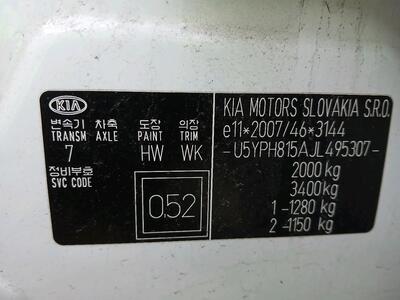 KIA
변속기 차축 도장 의장
TRANSM AXLE PAINT TRIM
7 HW WK
정비부호
SVC CODE
0.52
KIA MOTORS SLOVAKIA S.R.O.
e11*2007/46*3144
-U5YPH815AJL495307-
2000 kg
3400 kg
1 -1280 kg
2 -1150 kg